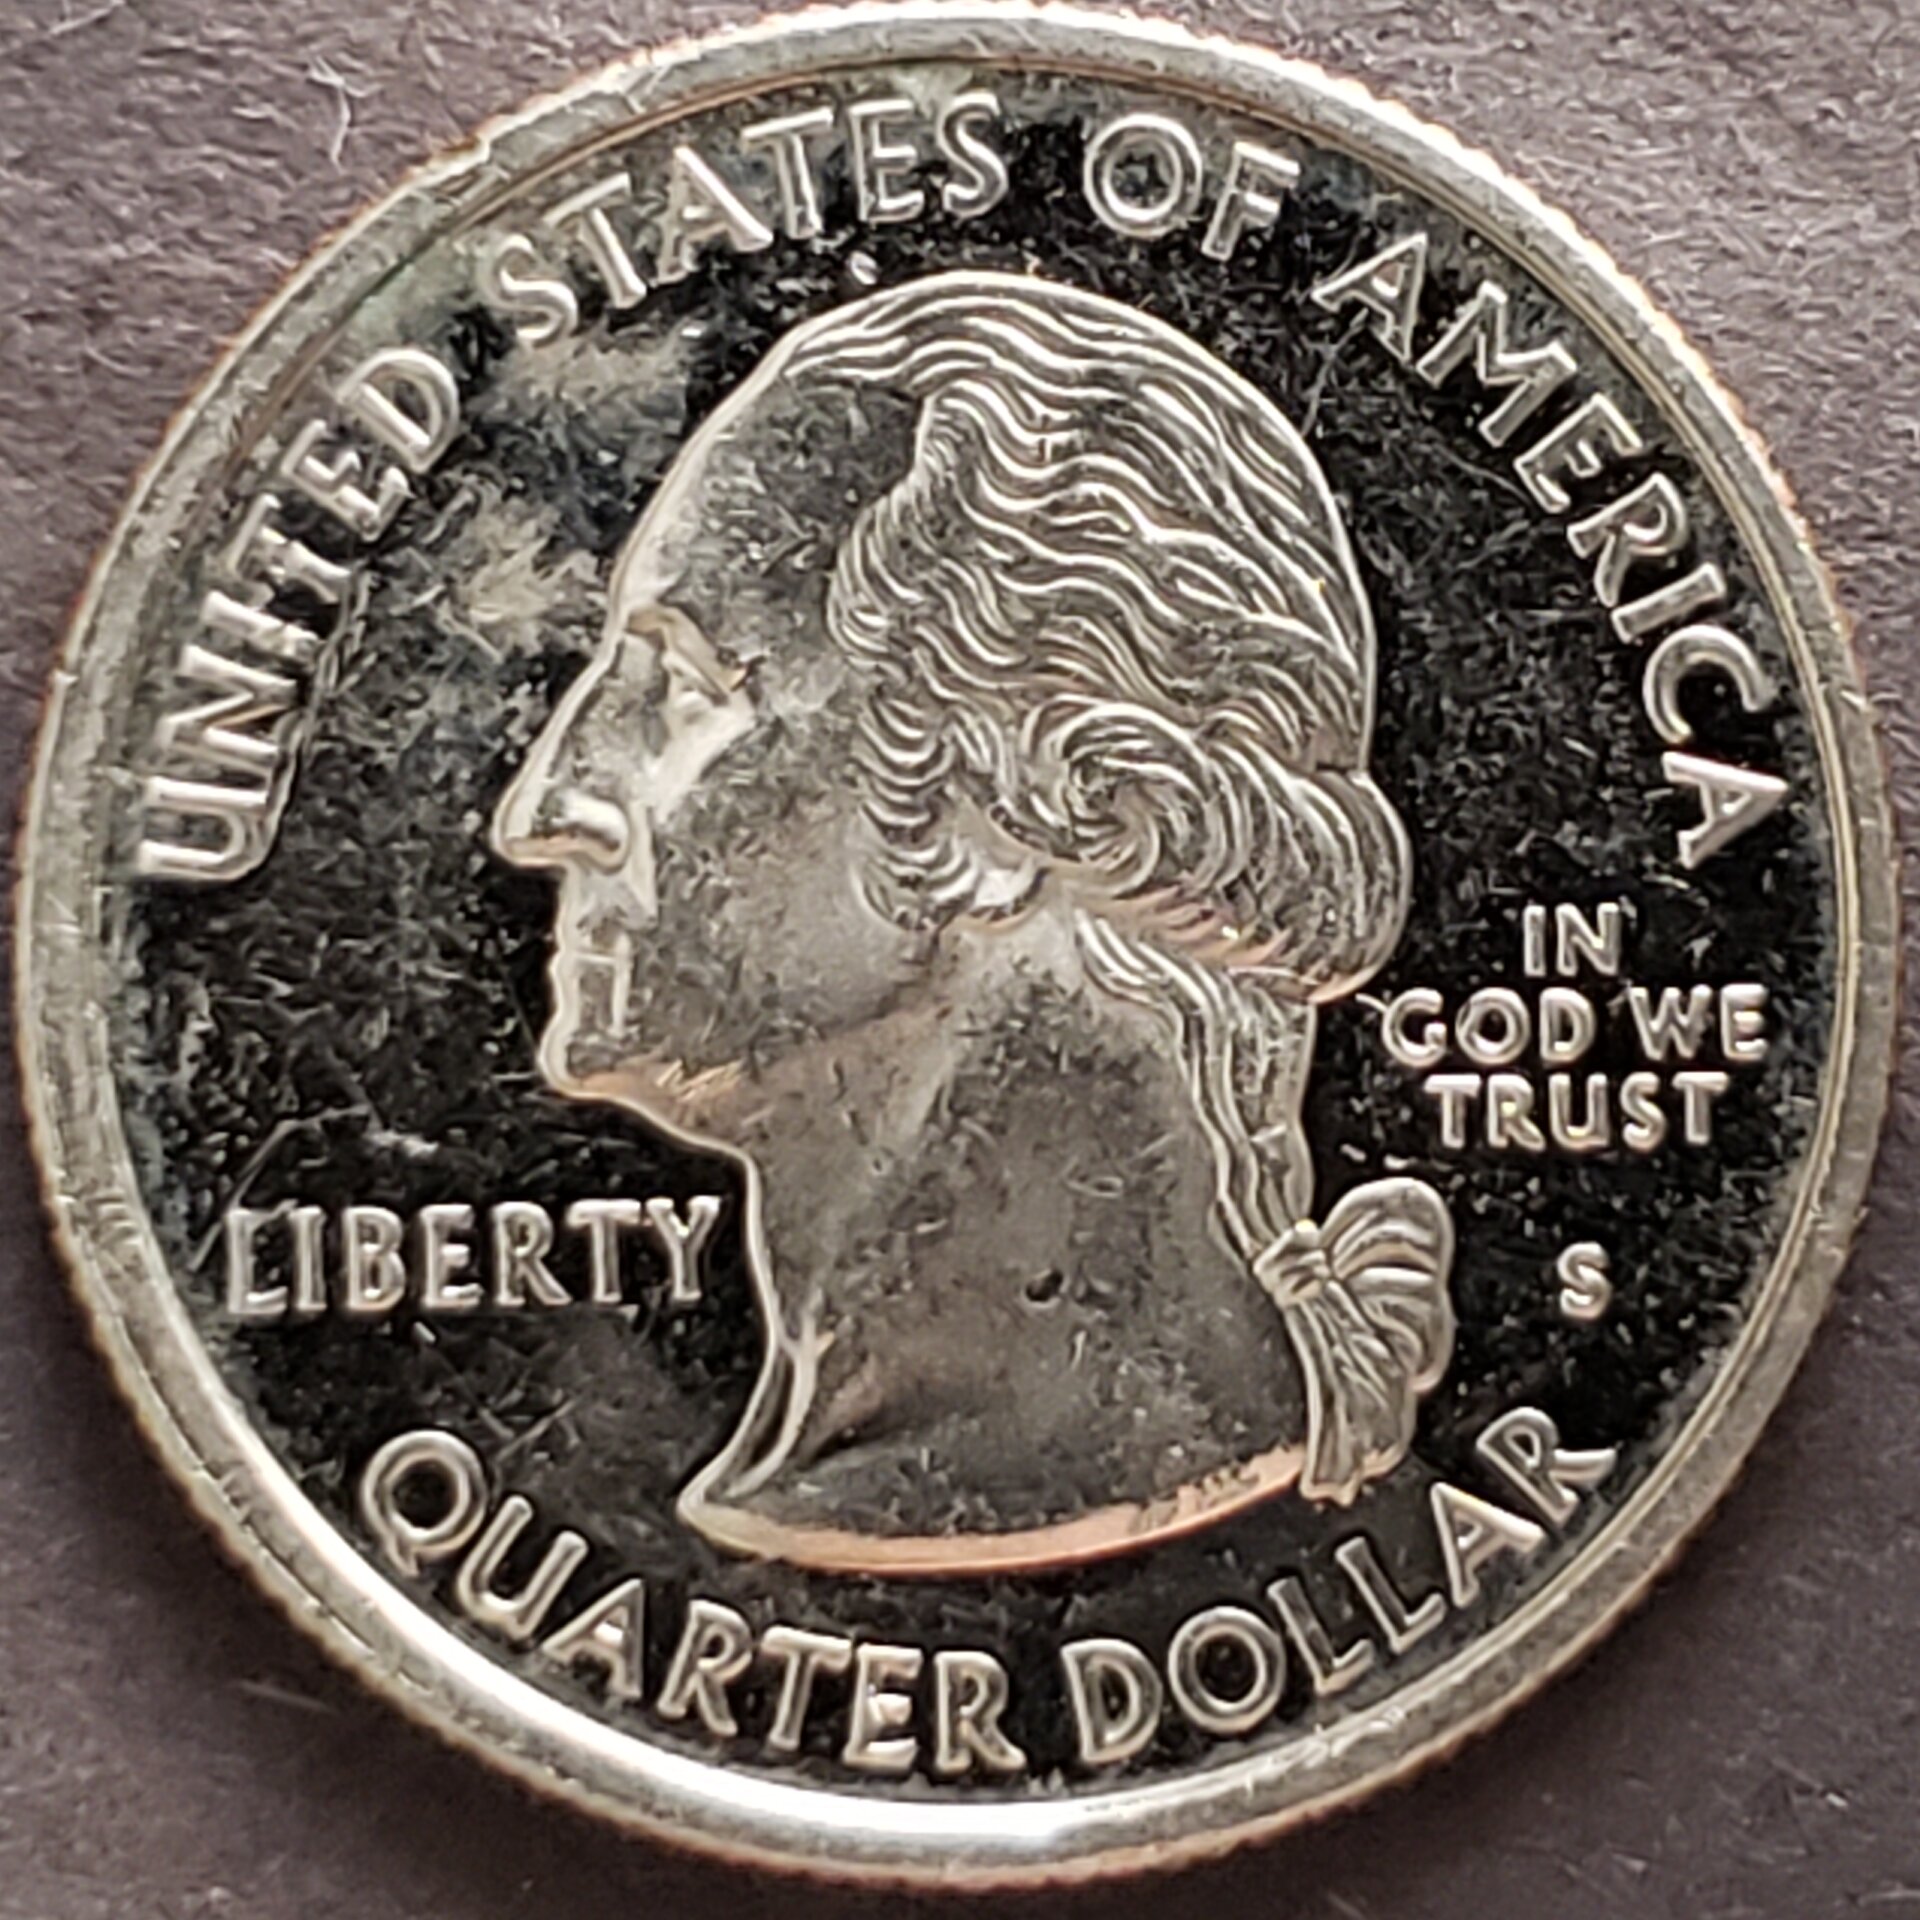 UNITED STATES OF AMERICA
IN
GOD WE
TRUST
LIBERTY
S
QUARTER DOLLAR